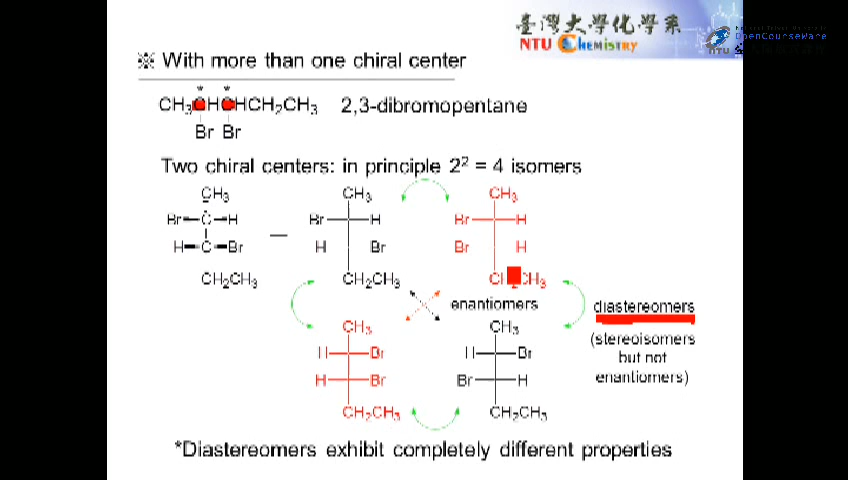 臺灣大學化學系
NTU Chemistry
OpenCourseWare
NTU
※ With more than one chiral center
* *
CH3CHCHCH2CH3 2,3-dibromopentane
Br Br
Two chiral centers: in principle 2² = 4 isomers
CH3 CH3 CH3
Br C H Br H Br H
H C Br H Br Br H
CH2CH3 CH2CH3 CH3
enantiomers
diastereomers
CH3 CH3
(stereoisomers
H Br H Br
but not
H Br Br H
enantiomers)
CH2CH3 CH2CH3
*Diastereomers exhibit completely different properties